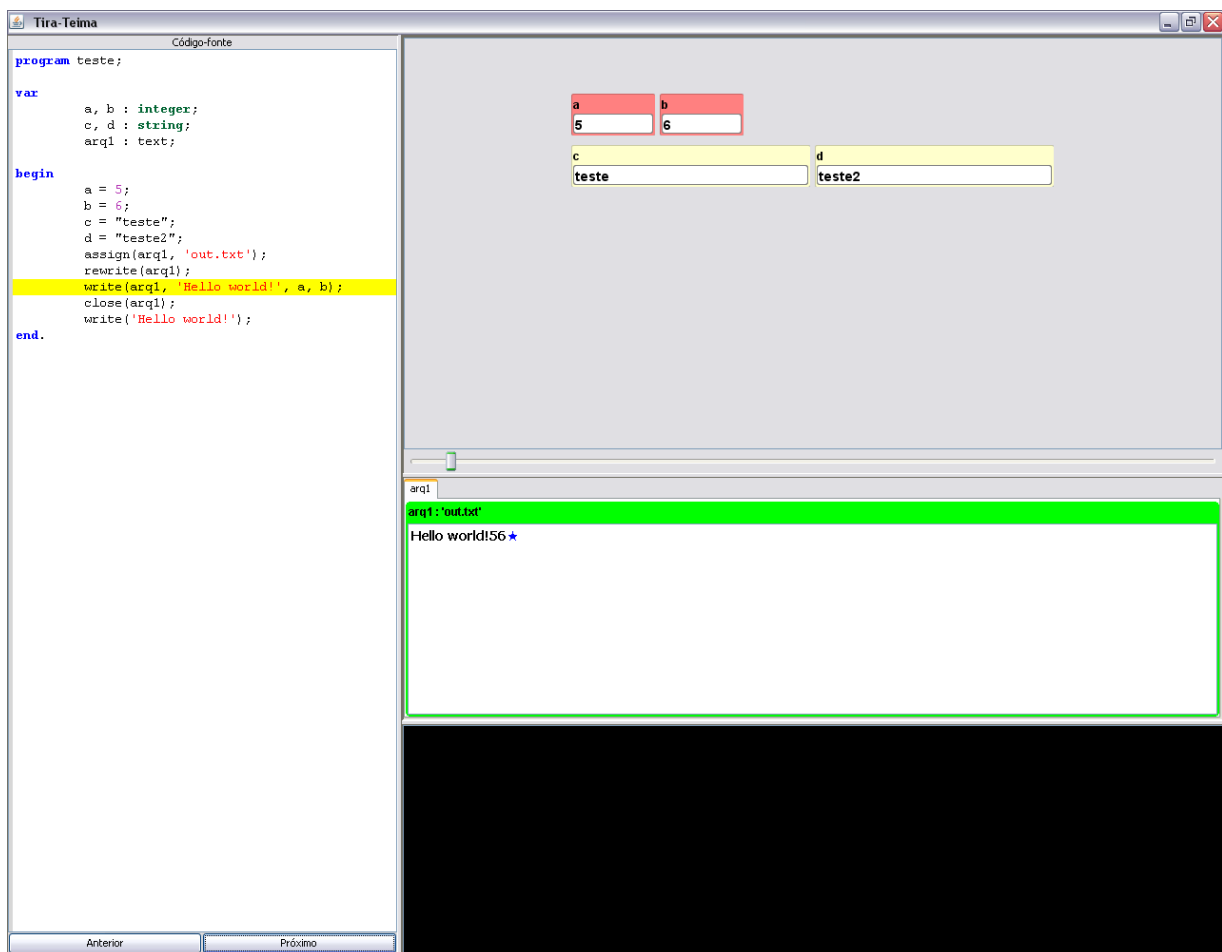 Tira-Teima
Código-fonte
program teste;
var
a, b : integer;
c, d : string;
arq1 : text;
begin
a = 5;
b = 6;
c = "teste";
d = "teste2";
assign(arq1, 'out.txt');
rewrite(arq1);
write(arq1, 'Hello world!', a, b);
close(arq1);
write('Hello world!');
end.
Anterior Próximo
a b
5 6
c d
teste teste2
arq1
arq1 : 'out.txt'
Hello world!56★